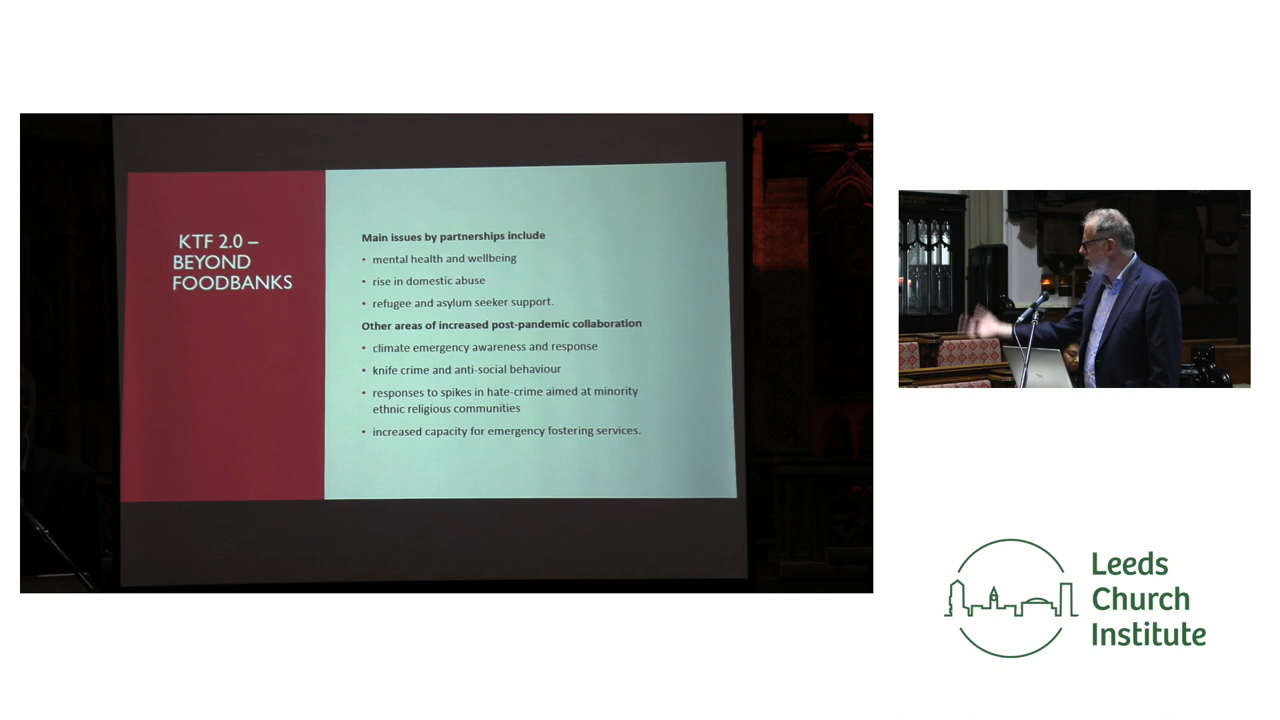 KTF 2.0 –
BEYOND
FOODBANKS
Main issues by partnerships include
• mental health and wellbeing
• rise in domestic abuse
• refugee and asylum seeker support.
Other areas of increased post-pandemic collaboration
• climate emergency awareness and response
• knife crime and anti-social behaviour
• responses to spikes in hate-crime aimed at minority
ethnic religious communities
• increased capacity for emergency fostering services.
Leeds
Church
Institute